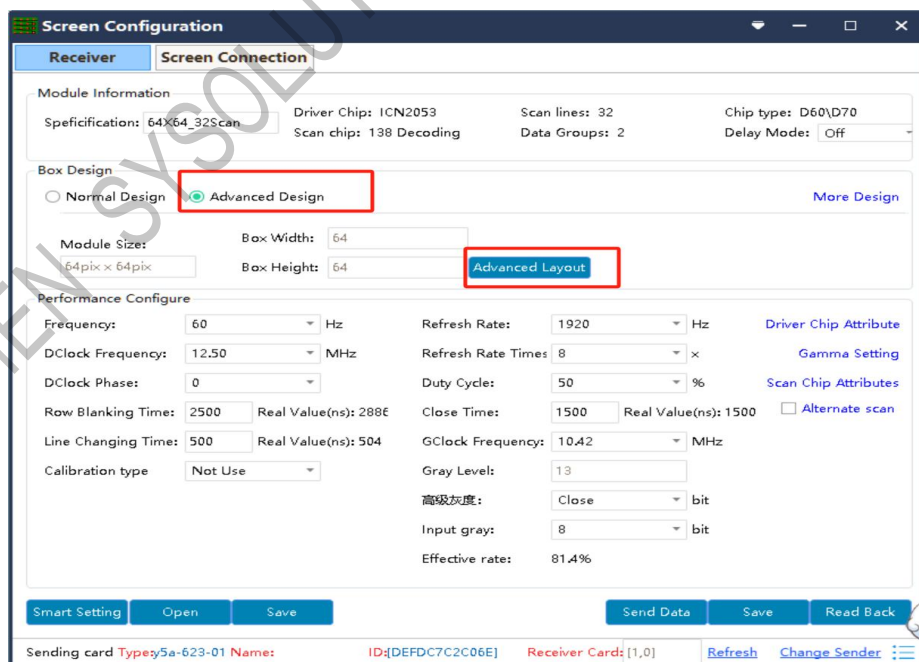 Screen Configuration
Receiver Screen Connection
Module Information
Speficification: 64X64_32Scan Driver Chip: ICN2053 Scan lines: 32 Chip type: D60\D70
Scan chip: 138 Decoding Data Groups: 2 Delay Mode: Off
Box Design
Normal Design Advanced Design More Design
Module Size: Box Width: 64
64pix x 64pix Box Height: 64 Advanced Layout
Performance Configure
Frequency: 60 Hz Refresh Rate: 1920 Hz Driver Chip Attribute
DClock Frequency: 12.50 MHz Refresh Rate Times 8 x Gamma Setting
DClock Phase: 0 Duty Cycle: 50 % Scan Chip Attributes
Row Blanking Time: 2500 Real Value(ns): 2886 Close Time: 1500 Real Value(ns): 1500 Alternate scan
Line Changing Time: 500 Real Value(ns): 504 GClock Frequency: 10.42 MHz
Calibration type Not Use Gray Level: 13
高级灰度: Close bit
Input gray: 8 bit
Effective rate: 81.4%
Smart Setting Open Save Send Data Save Read Back
Sending card Type:y5a-623-01 Name: ID:[DEFDC7C2C06E] Receiver Card: [1,0] Refresh Change Sender